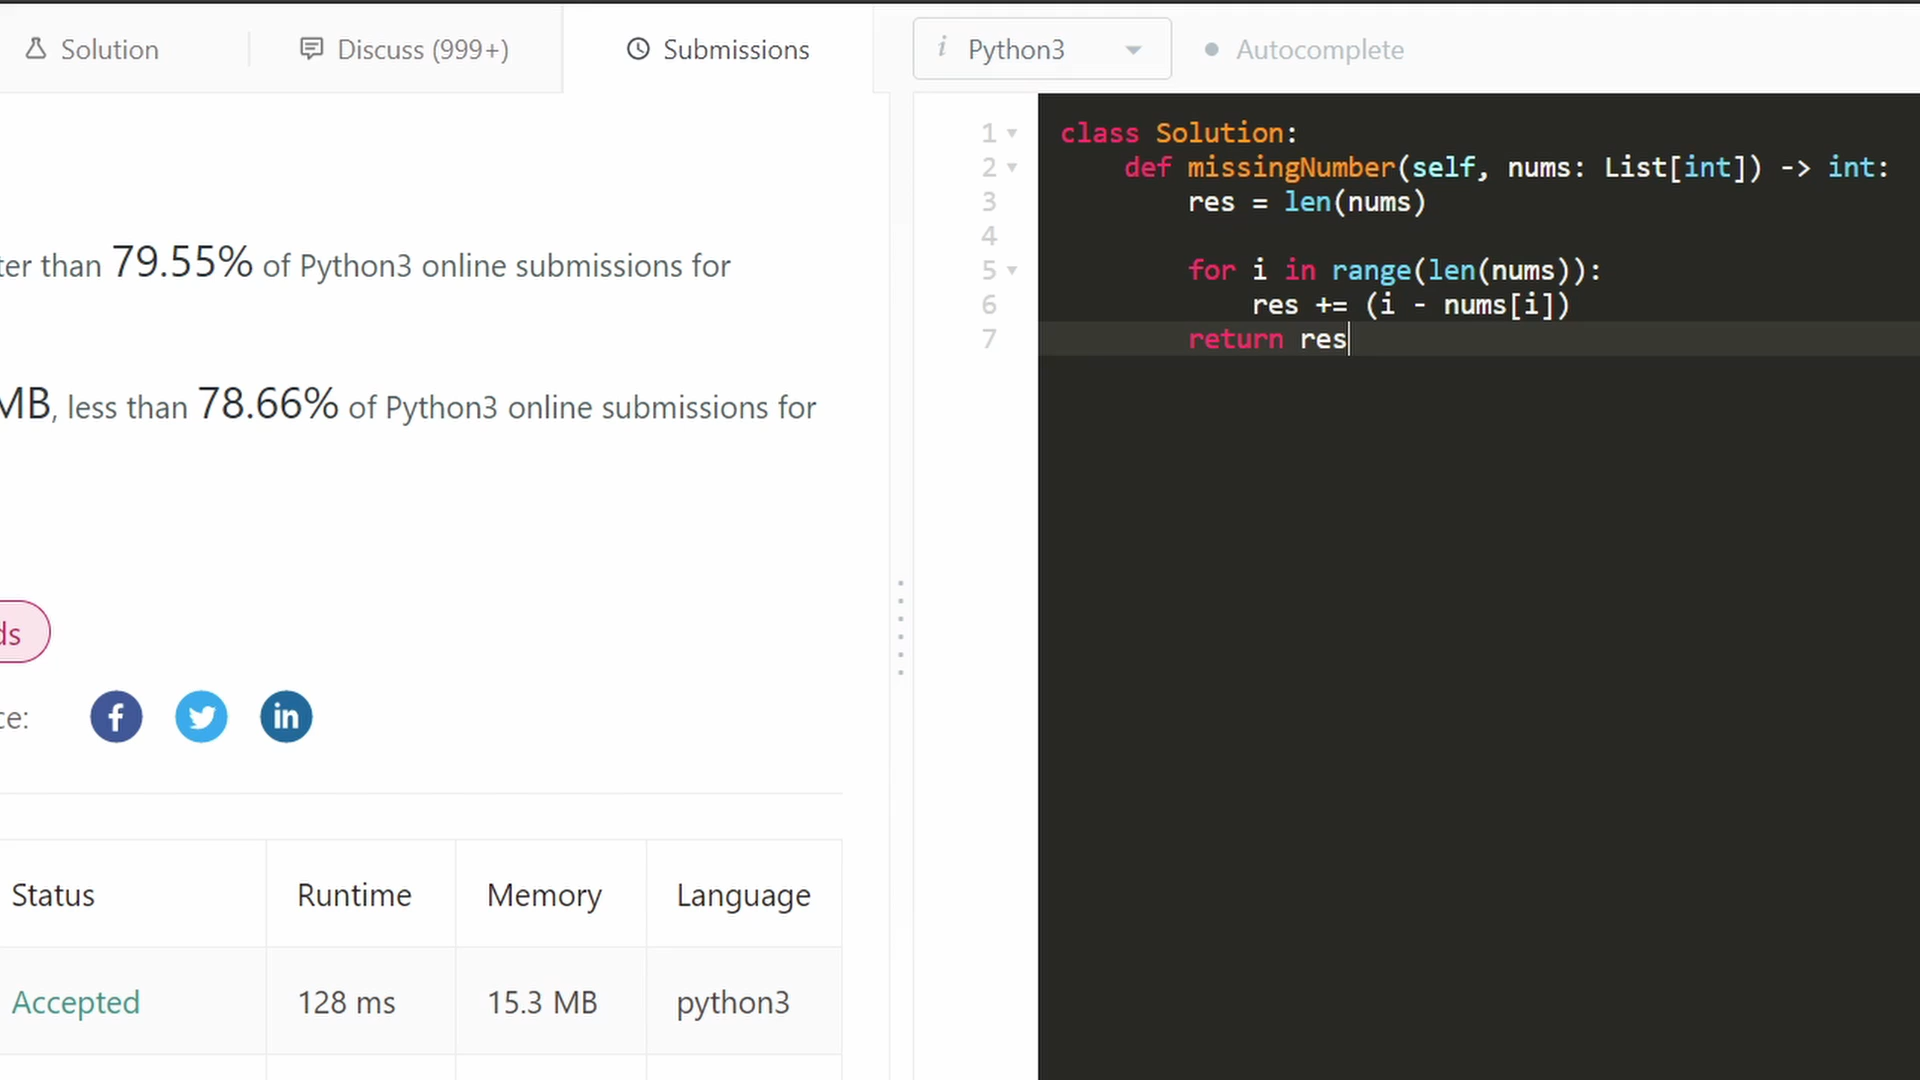 Solution
Discuss (999+)
Submissions
i Python3
Autocomplete
ter than 79.55% of Python3 online submissions for
MB, less than 78.66% of Python3 online submissions for
ds
ce:
f
in
Status Runtime Memory Language
Accepted 128 ms 15.3 MB python3
1 class Solution:
2 def missingNumber(self, nums: List[int]) -> int:
3 res = len(nums)
4
5 for i in range(len(nums)):
6 res += (i - nums[i])
7 return res